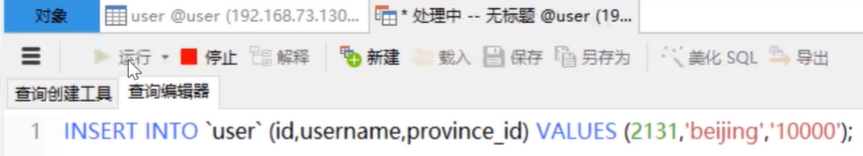 对象 user @user (192.168.73.130... * 处理中 -- 无标题 @user (19...
运行 停止 解释 新建 载入 保存 另存为 美化 SQL 导出
查询创建工具 查询编辑器
1 INSERT INTO `user` (id,username,province_id) VALUES (2131,'beijing','10000');